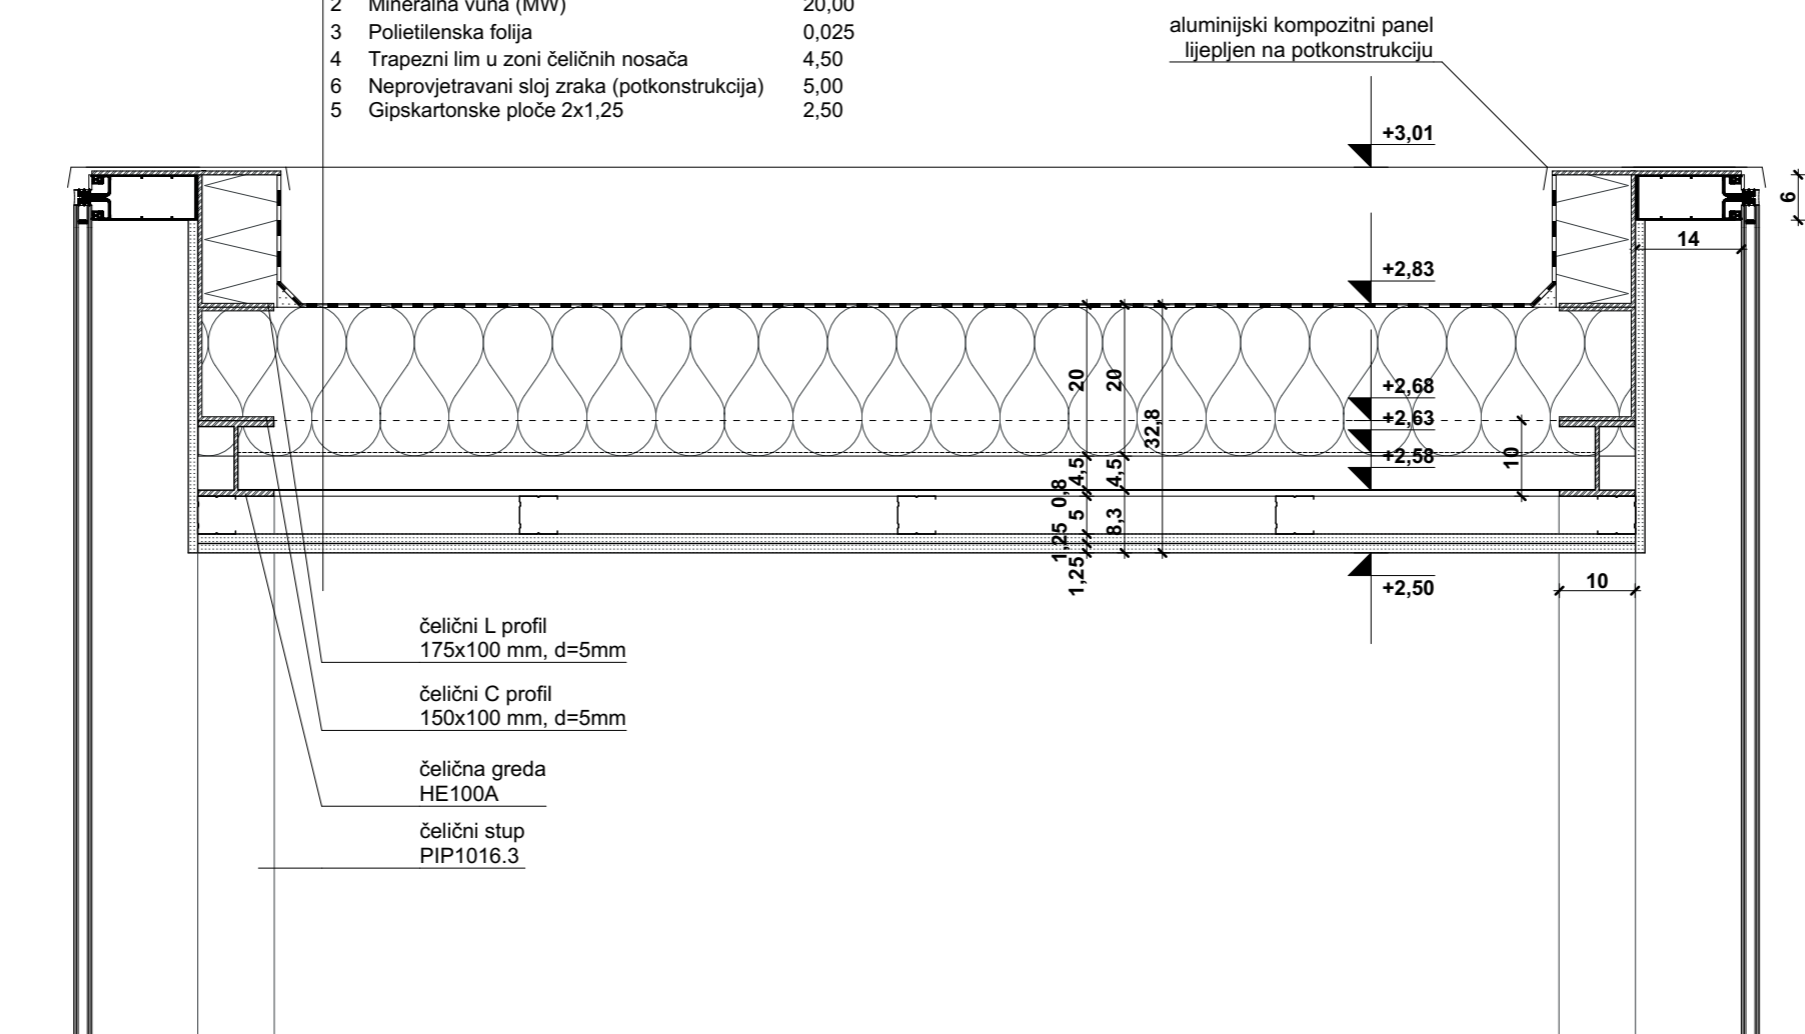 2 Mineralna vuna (MW) 20,00
3 Polietilenska folija 0,025
4 Trapezni lim u zoni čeličnih nosača 4,50
6 Neprovjetravani sloj zraka (potkonstrukcija) 5,00
5 Gipskartonske ploče 2x1,25 2,50
aluminijski kompozitni panel
lijepljen na potkonstrukciju
+3,01
6
14
+2,83
20
20
32,8
+2,68
+2,63
+2,58
10
4,5
4,5
0,8
5
8,3
1,25
1,25
+2,50
10
čelični L profil
175x100 mm, d=5mm
čelični C profil
150x100 mm, d=5mm
čelična greda
HE100A
čelični stup
PIP1016.3